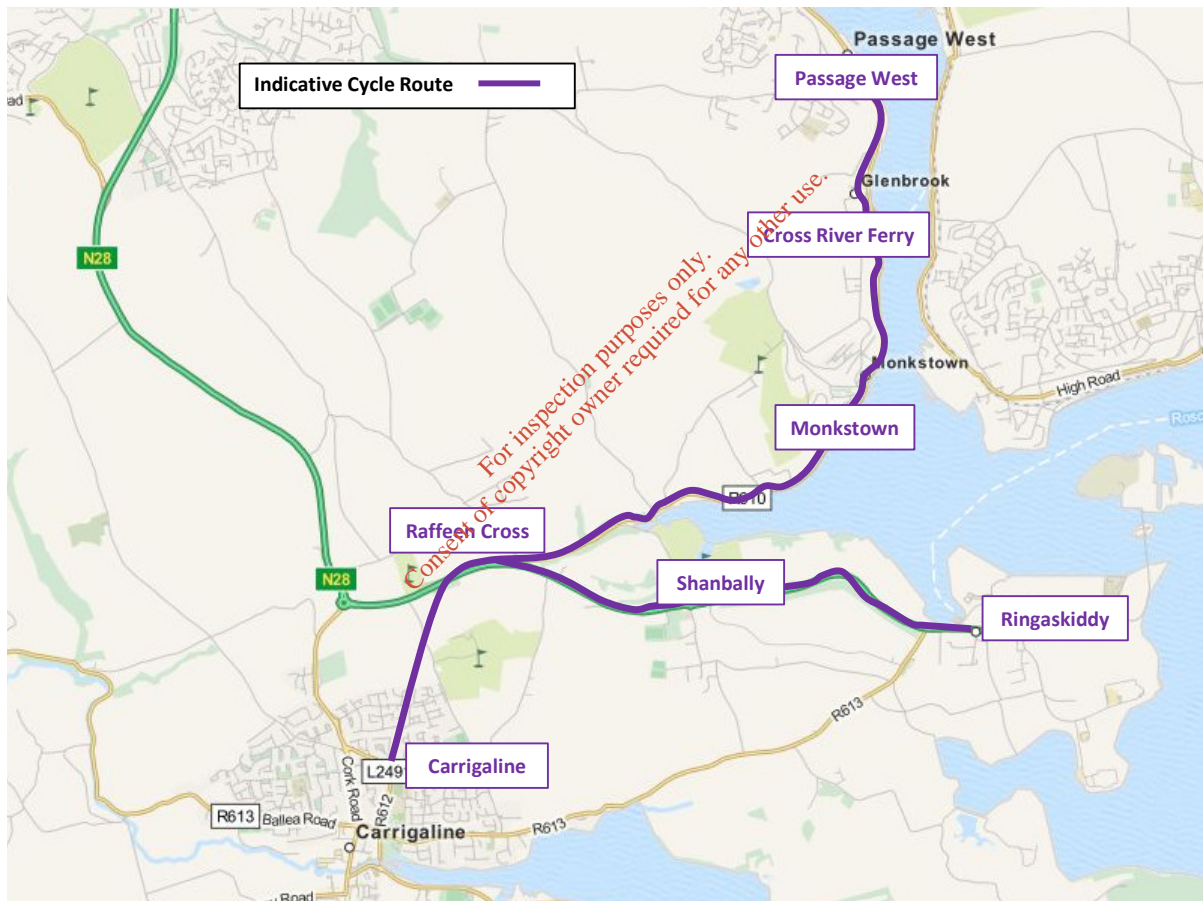 Passage West
Indicative Cycle Route
Passage West
ad
N28
Glenbrook
Cross River Ferry
For inspection purposes only.
Consent of copyright owner required for any other use.
Monkstown
High Road
Monkstown
R610
Raffeen Cross
N28
Shanbally
Ringaskiddy
R613
Carrigaline
L249
Cork Road
R612
R613
Ballea Road
R613
Carrigaline